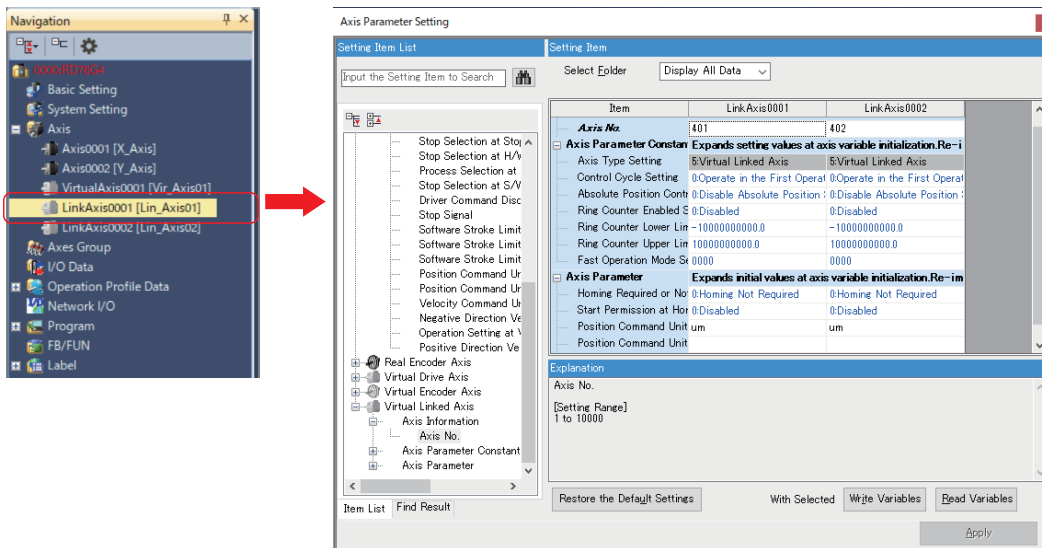 Navigation
0000:RD78G4
Basic Setting
System Setting
Axis
Axis0001 [X_Axis]
Axis0002 [Y_Axis]
VirtualAxis0001 [Vir_Axis01]
LinkAxis0001 [Lin_Axis01]
LinkAxis0002 [Lin_Axis02]
Axes Group
I/O Data
Operation Profile Data
Network I/O
Program
FB/FUN
Label
Axis Parameter Setting
Setting Item List
Input the Setting Item to Search
Stop Selection at Stop
Stop Selection at H/W
Process Selection at
Stop Selection at S/W
Driver Command Disc
Stop Signal
Software Stroke Limit
Software Stroke Limit
Software Stroke Limit
Position Command Un
Position Command Un
Velocity Command Un
Negative Direction Ve
Operation Setting at V
Positive Direction Ve
Real Encoder Axis
Virtual Drive Axis
Virtual Encoder Axis
Virtual Linked Axis
Axis Information
Axis No.
Axis Parameter Constant
Axis Parameter
Item List Find Result
Setting Item
Select Folder Display All Data
Item LinkAxis0001 LinkAxis0002
Axis No. 401 402
Axis Parameter Constan Expands setting values at axis variable initialization.Re-i
Axis Type Setting 5:Virtual Linked Axis 5:Virtual Linked Axis
Control Cycle Setting 0:Operate in the First Operat 0:Operate in the First Operat
Absolute Position Contr 0:Disable Absolute Position 0:Disable Absolute Position
Ring Counter Enabled S 0:Disabled 0:Disabled
Ring Counter Lower Lim -10000000000.0 -10000000000.0
Ring Counter Upper Lim 10000000000.0 10000000000.0
Fast Operation Mode Se 0000 0000
Axis Parameter Expands initial values at axis variable initialization.Re-im
Homing Required or No 0:Homing Not Required 0:Homing Not Required
Start Permission at Hor 0:Disabled 0:Disabled
Position Command Unit um um
Position Command Unit
Explanation
Axis No.
[Setting Range]
1 to 10000
Restore the Default Settings With Selected Write Variables Read Variables
Apply